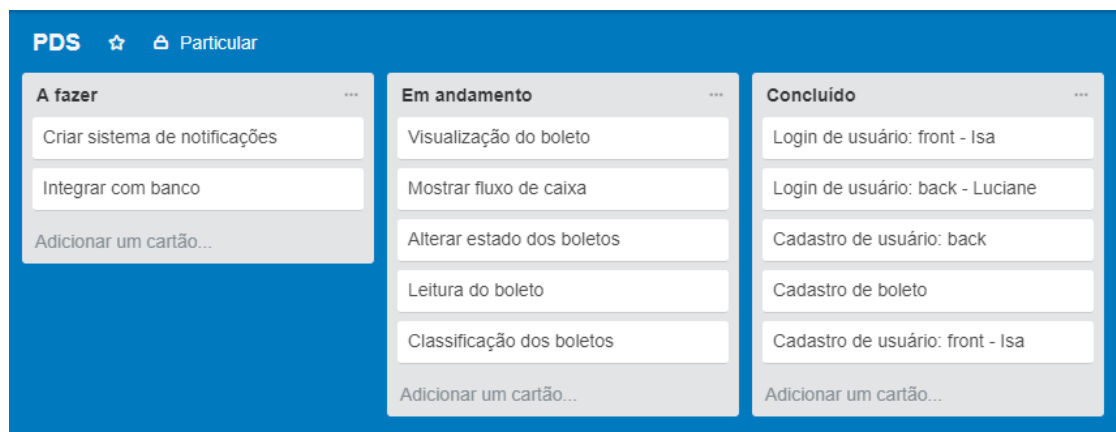 PDS Particular
A fazer
Criar sistema de notificações
Integrar com banco
Adicionar um cartão...
Em andamento
Visualização do boleto
Mostrar fluxo de caixa
Alterar estado dos boletos
Leitura do boleto
Classificação dos boletos
Adicionar um cartão...
Concluído
Login de usuário: front - Isa
Login de usuário: back - Luciane
Cadastro de usuário: back
Cadastro de boleto
Cadastro de usuário: front - Isa
Adicionar um cartão...